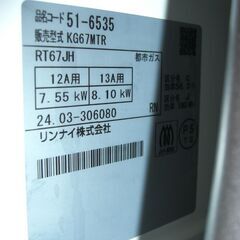 品名コード 51-6535
販売型式 KG67MTR
RT67JH 都市ガス
12A用 13A用
7.55 kW 8.10 kW
RN
24.03-306080
リンナイ株式会社
PS